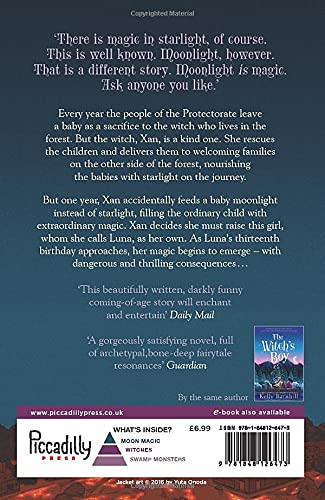 ‘There is magic in starlight, of course.
This is well known. Moonlight, however.
That is a different story. Moonlight is magic.
Ask anyone you like.’
Every year the people of the Protectorate leave
a baby as a sacrifice to the witch who lives in
the forest. But the witch, Xan, is a kind one. She rescues
the children and delivers them to welcoming families
on the other side of the forest, nourishing
the babies with starlight on the journey.
But one year, Xan accidentally feeds a baby moonlight
instead of starlight, filling the ordinary child with
extraordinary magic. Xan decides she must raise this girl,
whom she calls Luna, as her own. As Luna’s thirteenth
birthday approaches, her magic begins to emerge – with
dangerous and thrilling consequences . . .
‘This beautifully written, darkly funny
coming-of-age story will enchant
and entertain’ Daily Mail
‘A gorgeously satisfying novel, full
of archetypal,bone-deep fairytale
resonances’ Guardian
The
Witch’s
Boy
Kelly Barnhill
By the same author
www.piccadillypress.co.uk
e-book also available
Piccadilly
PRESS
WHAT’S INSIDE?
MOON MAGIC
WITCHES
SWAMP MONSTERS
£6.99
ISBN 978-1-84812-647-3
9 781848 126473
Jacket art © 2016 by Yuta Onoda